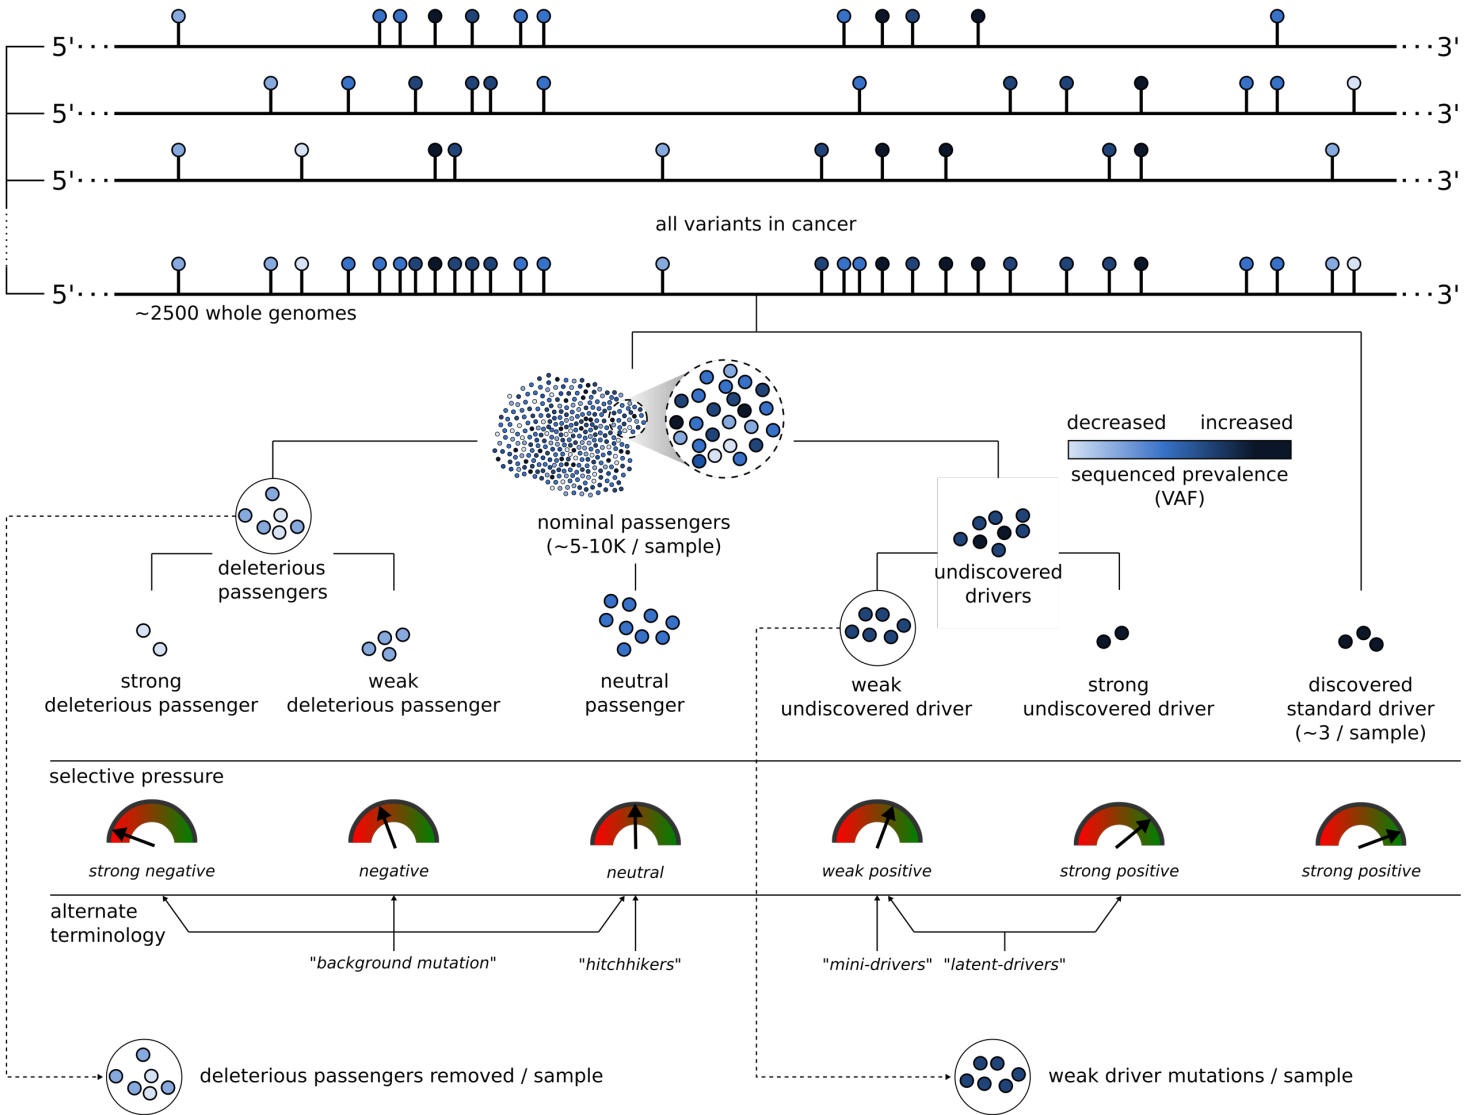 5'··· ···3'
5'··· ···3'
5'··· ···3'
all variants in cancer
5'··· ···3'
~2500 whole genomes
decreased increased
sequenced prevalence
(VAF)
nominal passengers
(~5-10K / sample)
deleterious
passengers
undiscovered
drivers
strong
deleterious passenger
weak
deleterious passenger
neutral
passenger
weak
undiscovered driver
strong
undiscovered driver
discovered
standard driver
(~3 / sample)
selective pressure
strong negative
negative
neutral
weak positive
strong positive
strong positive
alternate
terminology
"background mutation"
"hitchhikers"
"mini-drivers"
"latent-drivers"
deleterious passengers removed / sample
weak driver mutations / sample